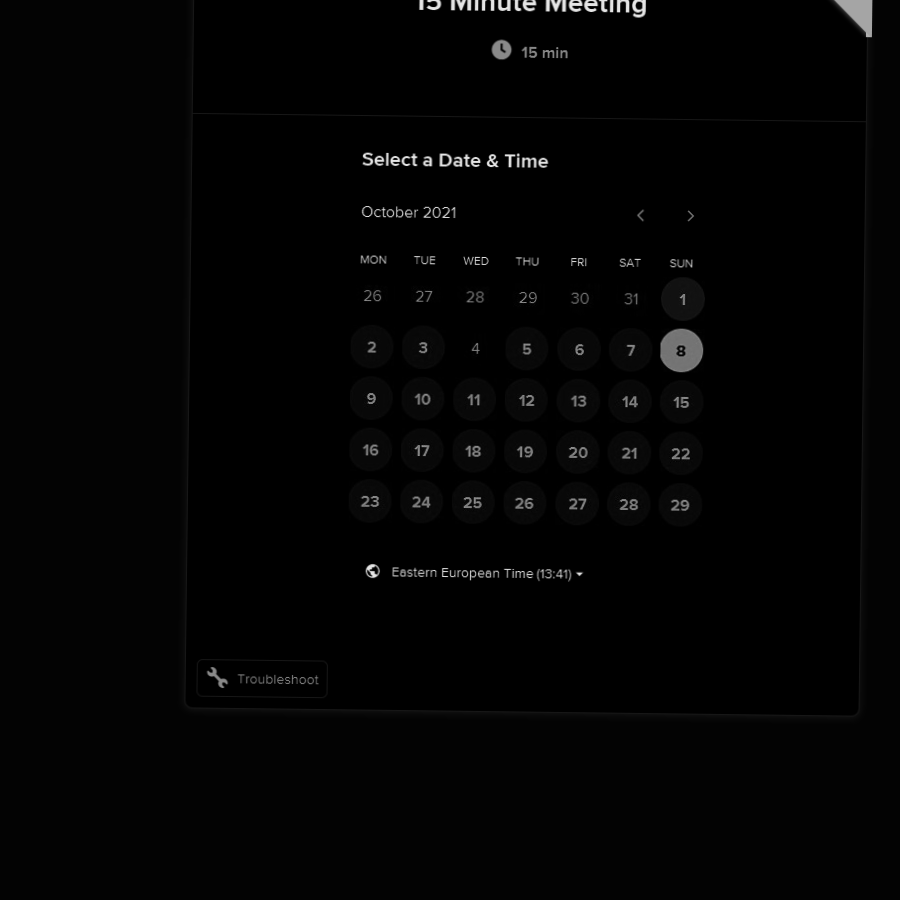 15 Minute Meeting
15 min
Select a Date & Time
October 2021
MON TUE WED THU FRI SAT SUN
26 27 28 29 30 31 1
2 3 4 5 6 7 8
9 10 11 12 13 14 15
16 17 18 19 20 21 22
23 24 25 26 27 28 29
Eastern European Time (13:41)
Troubleshoot